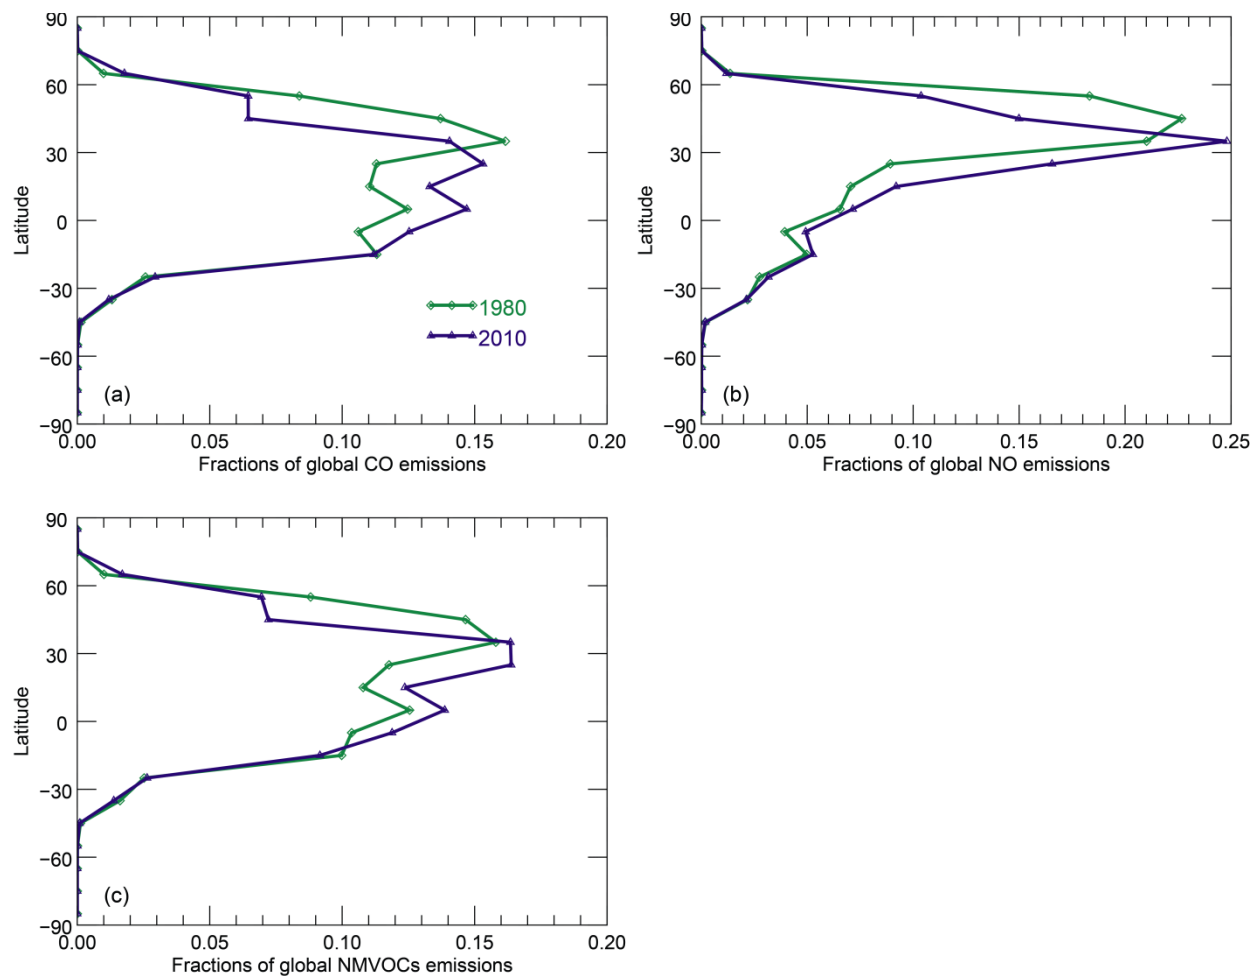 90
60
30
0
−30
−60
−90
Latitude
1980
2010
(a)
0.00 0.05 0.10 0.15 0.20
Fractions of global CO emissions
90
60
30
0
−30
−60
−90
Latitude
(b)
0.00 0.05 0.10 0.15 0.20 0.25
Fractions of global NO emissions
90
60
30
0
−30
−60
−90
Latitude
(c)
0.00 0.05 0.10 0.15 0.20
Fractions of global NMVOCs emissions